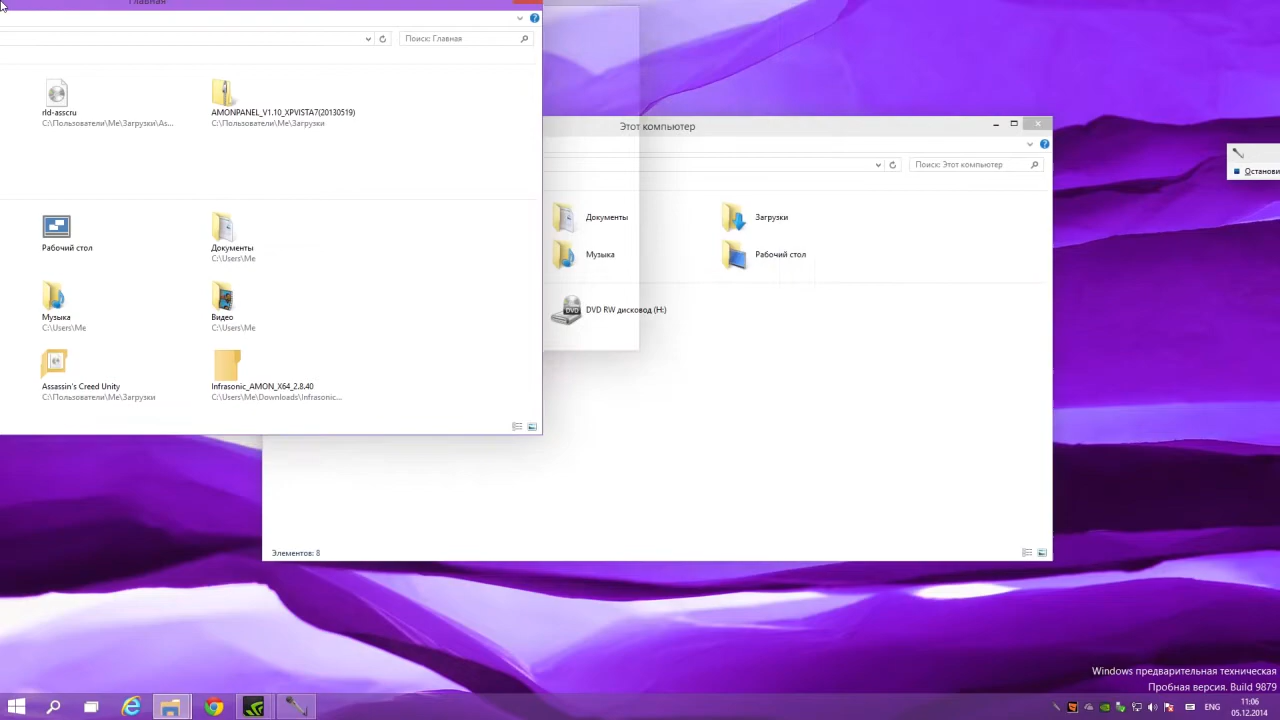 Главная
Поиск: Главная
rld-asscru
C:\Пользователи\Me\Загрузки\As...
AMONPANEL_V1.10_XPVISTA7(20130519)
C:\Пользователи\Me\Загрузки
Рабочий стол
Документы
C:\Users\Me
Музыка
C:\Users\Me
Видео
C:\Users\Me
Assassin's Creed Unity
C:\Пользователи\Me\Загрузки
Infrasonic_AMON_X64_2.8.40
C:\Users\Me\Downloads\Infrasonic...
Этот компьютер
Поиск: Этот компьютер
Документы
Загрузки
Музыка
Рабочий стол
DVD
DVD RW дисковод (H:)
Элементов: 8
Останови
Windows предварительная техническая
Пробная версия. Build 9879
ENG
11:06
05.12.2014